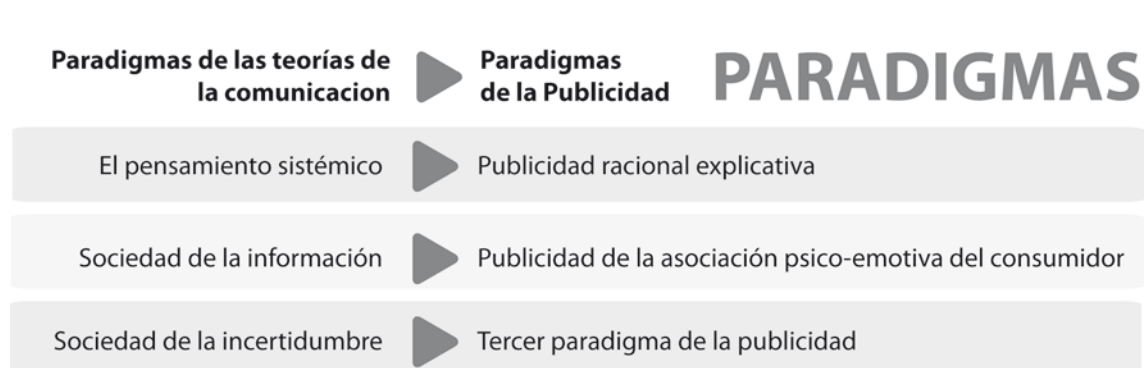 Paradigmas de las teorías de
la comunicacion
Paradigmas
de la Publicidad
PARADIGMAS
El pensamiento sistémico
Publicidad racional explicativa
Sociedad de la información
Publicidad de la asociación psico-emotiva del consumidor
Sociedad de la incertidumbre
Tercer paradigma de la publicidad